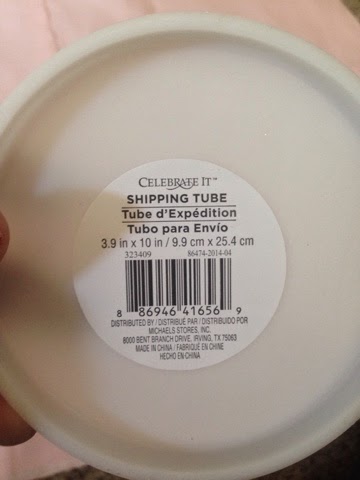 CELEBRATE IT™
SHIPPING TUBE
Tube d'Expédition
Tubo para Envío
3.9 in x 10 in / 9.9 cm x 25.4 cm
323409 86474-2014-04
8 86946 41656 9
DISTRIBUTED BY / DISTRIBUÉ PAR / DISTRIBUIDO POR
MICHAELS STORES, INC.
8000 BENT BRANCH DRIVE, IRVING, TX 75063
MADE IN CHINA / FABRIQUÉ EN CHINE
HECHO EN CHINA